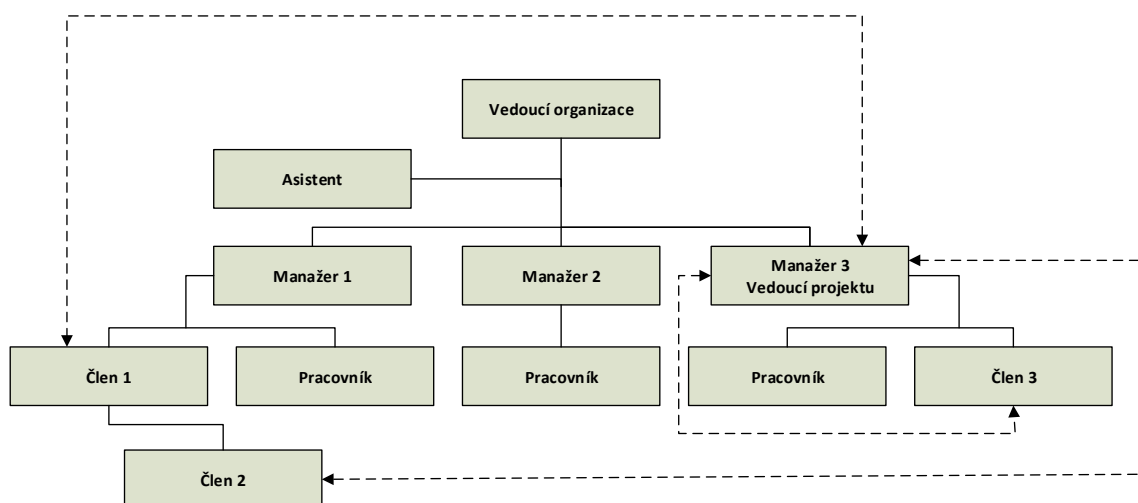 Vedoucí organizace
Asistent
Manažer 1
Manažer 2
Manažer 3
Vedoucí projektu
Člen 1
Pracovník
Pracovník
Pracovník
Člen 3
Člen 2